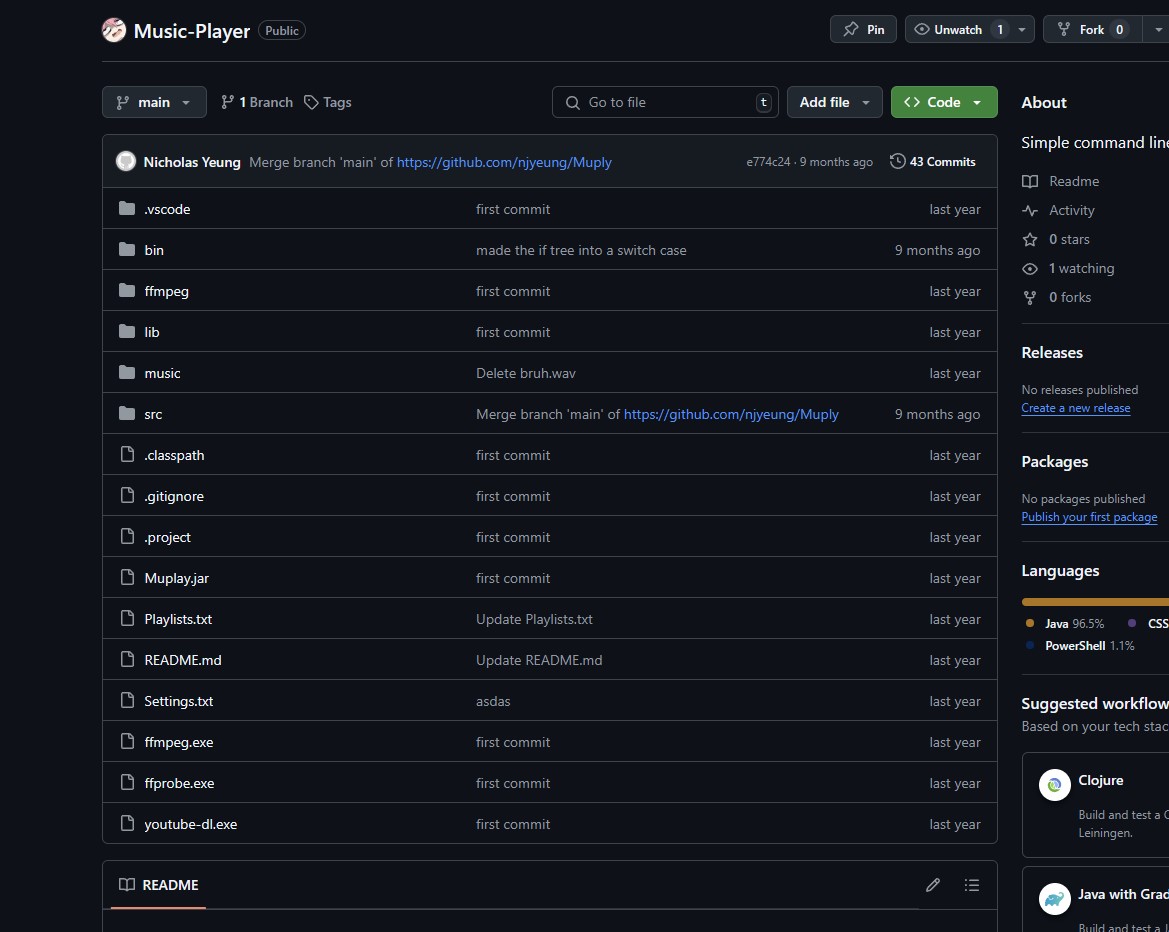 Music-Player Public Pin Unwatch 1 Fork 0
main 1 Branch Tags Go to file t Add file Code
Nicholas Yeung Merge branch 'main' of https://github.com/njyeung/Muply e774c24 · 9 months ago 43 Commits
.vscode first commit last year
bin made the if tree into a switch case 9 months ago
ffmpeg first commit last year
lib first commit last year
music Delete bruh.wav last year
src Merge branch 'main' of https://github.com/njyeung/Muply 9 months ago
.classpath first commit last year
.gitignore first commit last year
.project first commit last year
Muplay.jar first commit last year
Playlists.txt Update Playlists.txt last year
README.md Update README.md last year
Settings.txt asdas last year
ffmpeg.exe first commit last year
ffprobe.exe first commit last year
youtube-dl.exe first commit last year
README
About
Simple command line
Readme
Activity
0 stars
1 watching
0 forks
Releases
No releases published
Create a new release
Packages
No packages published
Publish your first package
Languages
Java 96.5% CSS
PowerShell 1.1%
Suggested workflow
Based on your tech stac
Clojure
Build and test a C
Leiningen.
Java with Grad
Build and test a J